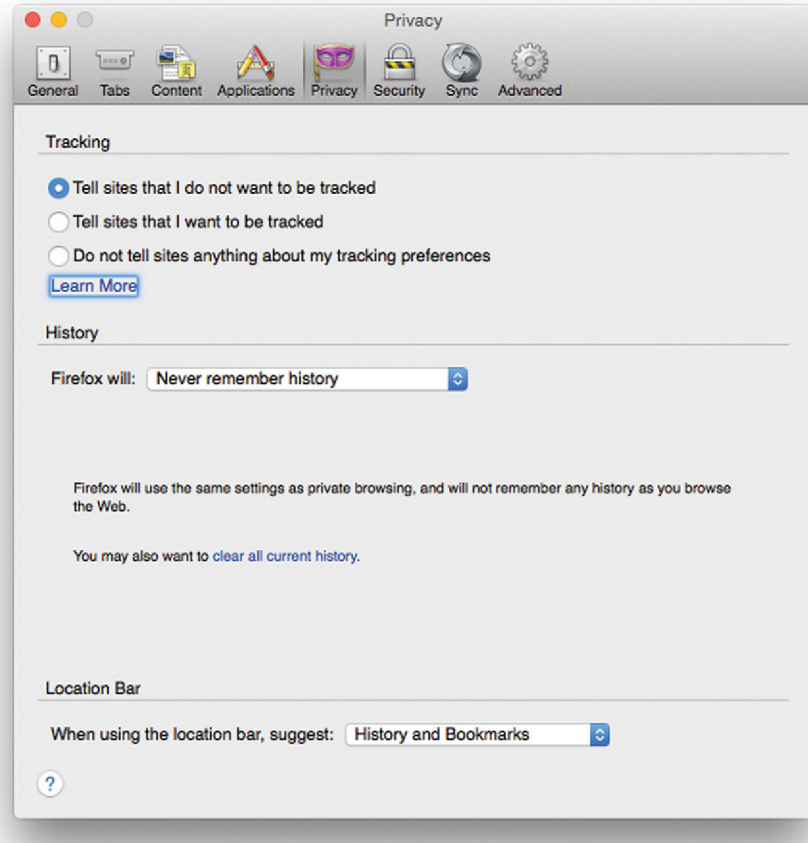 Privacy
General Tabs Content Applications Privacy Security Sync Advanced
Tracking
Tell sites that I do not want to be tracked
Tell sites that I want to be tracked
Do not tell sites anything about my tracking preferences
Learn More
History
Firefox will: Never remember history
Firefox will use the same settings as private browsing, and will not remember any history as you browse
the Web.
You may also want to clear all current history.
Location Bar
When using the location bar, suggest: History and Bookmarks
?